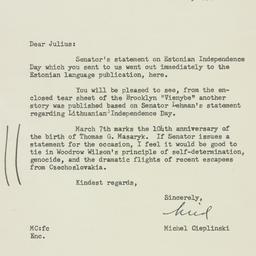 Dear Julius:
Senator's statement on Estonian Independence
Day which you sent to us went out immediately to the
Estonian language publication, here.
You will be pleased to see, from the en-
closed tear sheet of the Brooklyn "Vienybe" another
story was published based on Senator Lehman's statement
regarding Lithuanian Independence Day.
March 7th marks the 104th anniversary of
the birth of Thomas G. Masaryk. If Senator issues a
statement for the occasion, I feel it would be good to
tie in Woodrow Wilson's principle of self-determination,
genocide, and the dramatic flights of recent escapees
from Czechoslovakia.
Kindest regards,
Sincerely,
MC:fc
Michel Cieplinski
Enc.